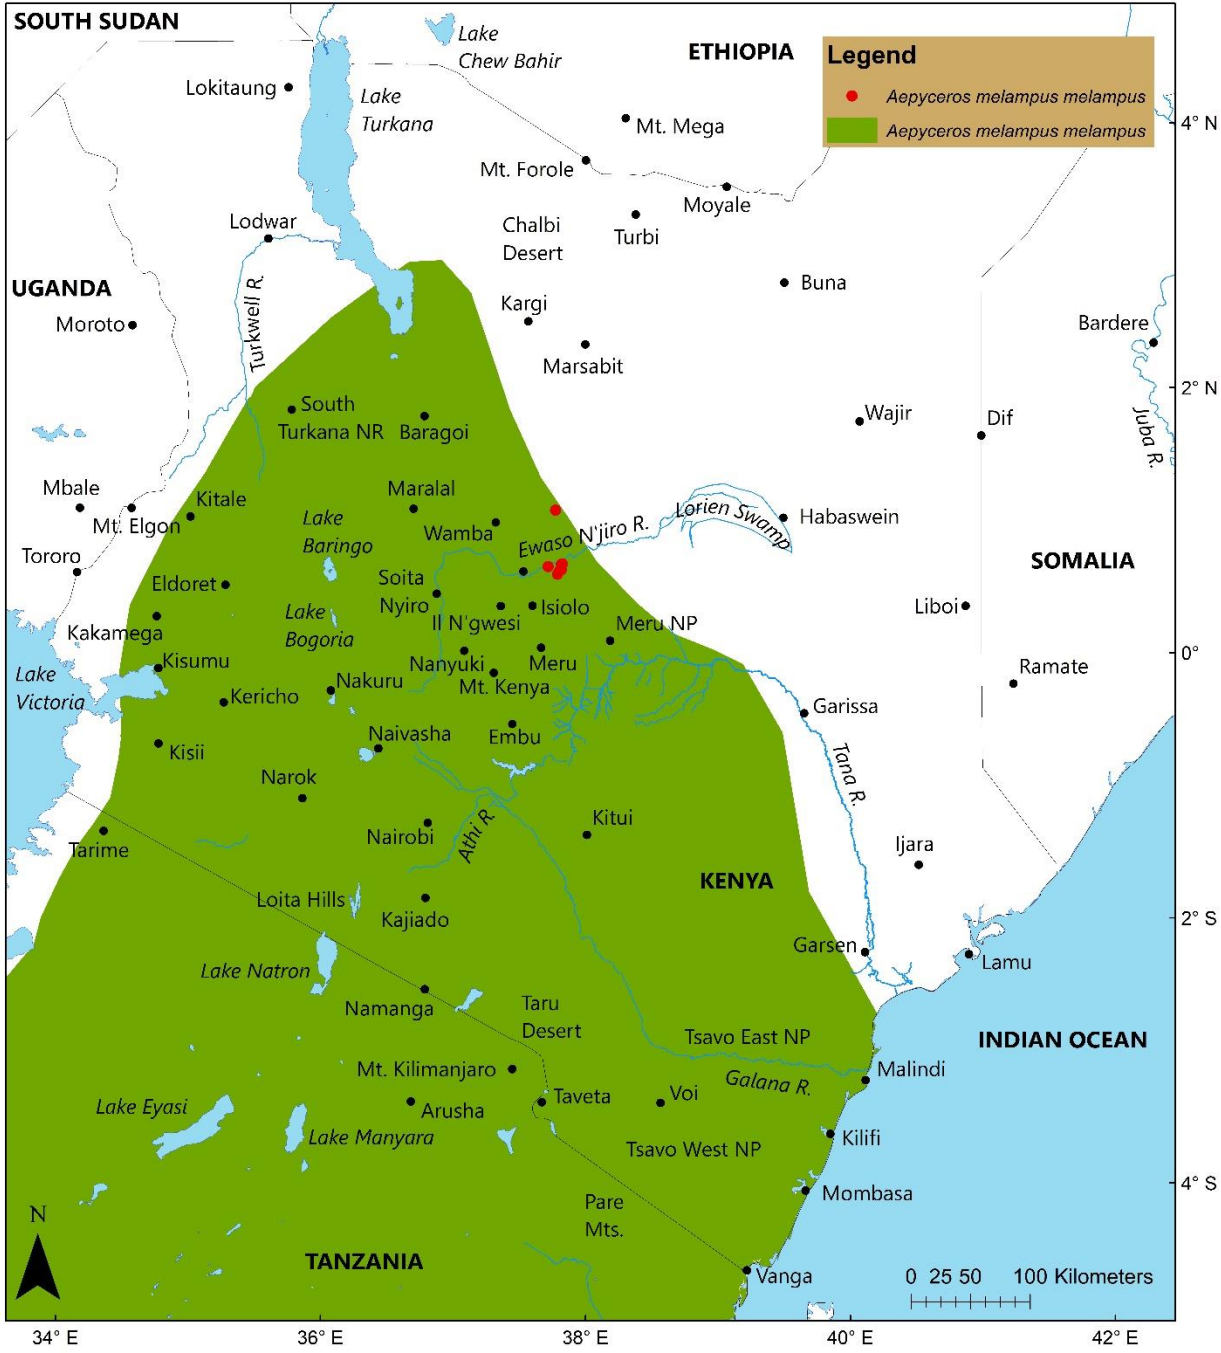 SOUTH SUDAN
Lake
Chew Bahir
ETHIOPIA
Legend
Aepyceros melampus melampus
Aepyceros melampus melampus
Lokitaung
Lake
Turkana
4° N
Mt. Mega
Mt. Forole
Moyale
Lodwar
Chalbi
Desert
Turbi
UGANDA
Turkwell R.
Buna
Moroto
Kargi
Bardere
Marsabit
2° N
South
Turkana NR
Baragoi
Wajir
Dif
Juba R.
Mbale
Mt. Elgon
Kitale
Maralal
Lake
Baringo
Wamba
Ewaso N'jiro R.
Lorien Swamp
Habaswein
Tororo
SOMALIA
Eldoret
Soita
Nyiro
Lake
Bogoria
Il N'gwesi
Isiolo
Liboi
Kakamega
Meru NP
Kisumu
Nanyuki
Meru
0°
Lake
Victoria
Kericho
Nakuru
Mt. Kenya
Ramate
Garissa
Kisii
Naivasha
Embu
Tana R.
Narok
Nairobi
Athi R.
Kitui
Tarime
Ijara
KENYA
Loita Hills
Kajiado
2° S
Garsen
Lamu
Lake Natron
Namanga
Taru
Desert
Tsavo East NP
INDIAN OCEAN
Mt. Kilimanjaro
Galana R.
Malindi
Lake Eyasi
Arusha
Taveta
Voi
Lake Manyara
Tsavo West NP
Kilifi
Mombasa
4° S
Pare
Mts.
N
TANZANIA
Vanga
0 25 50 100 Kilometers
34° E 36° E 38° E 40° E 42° E